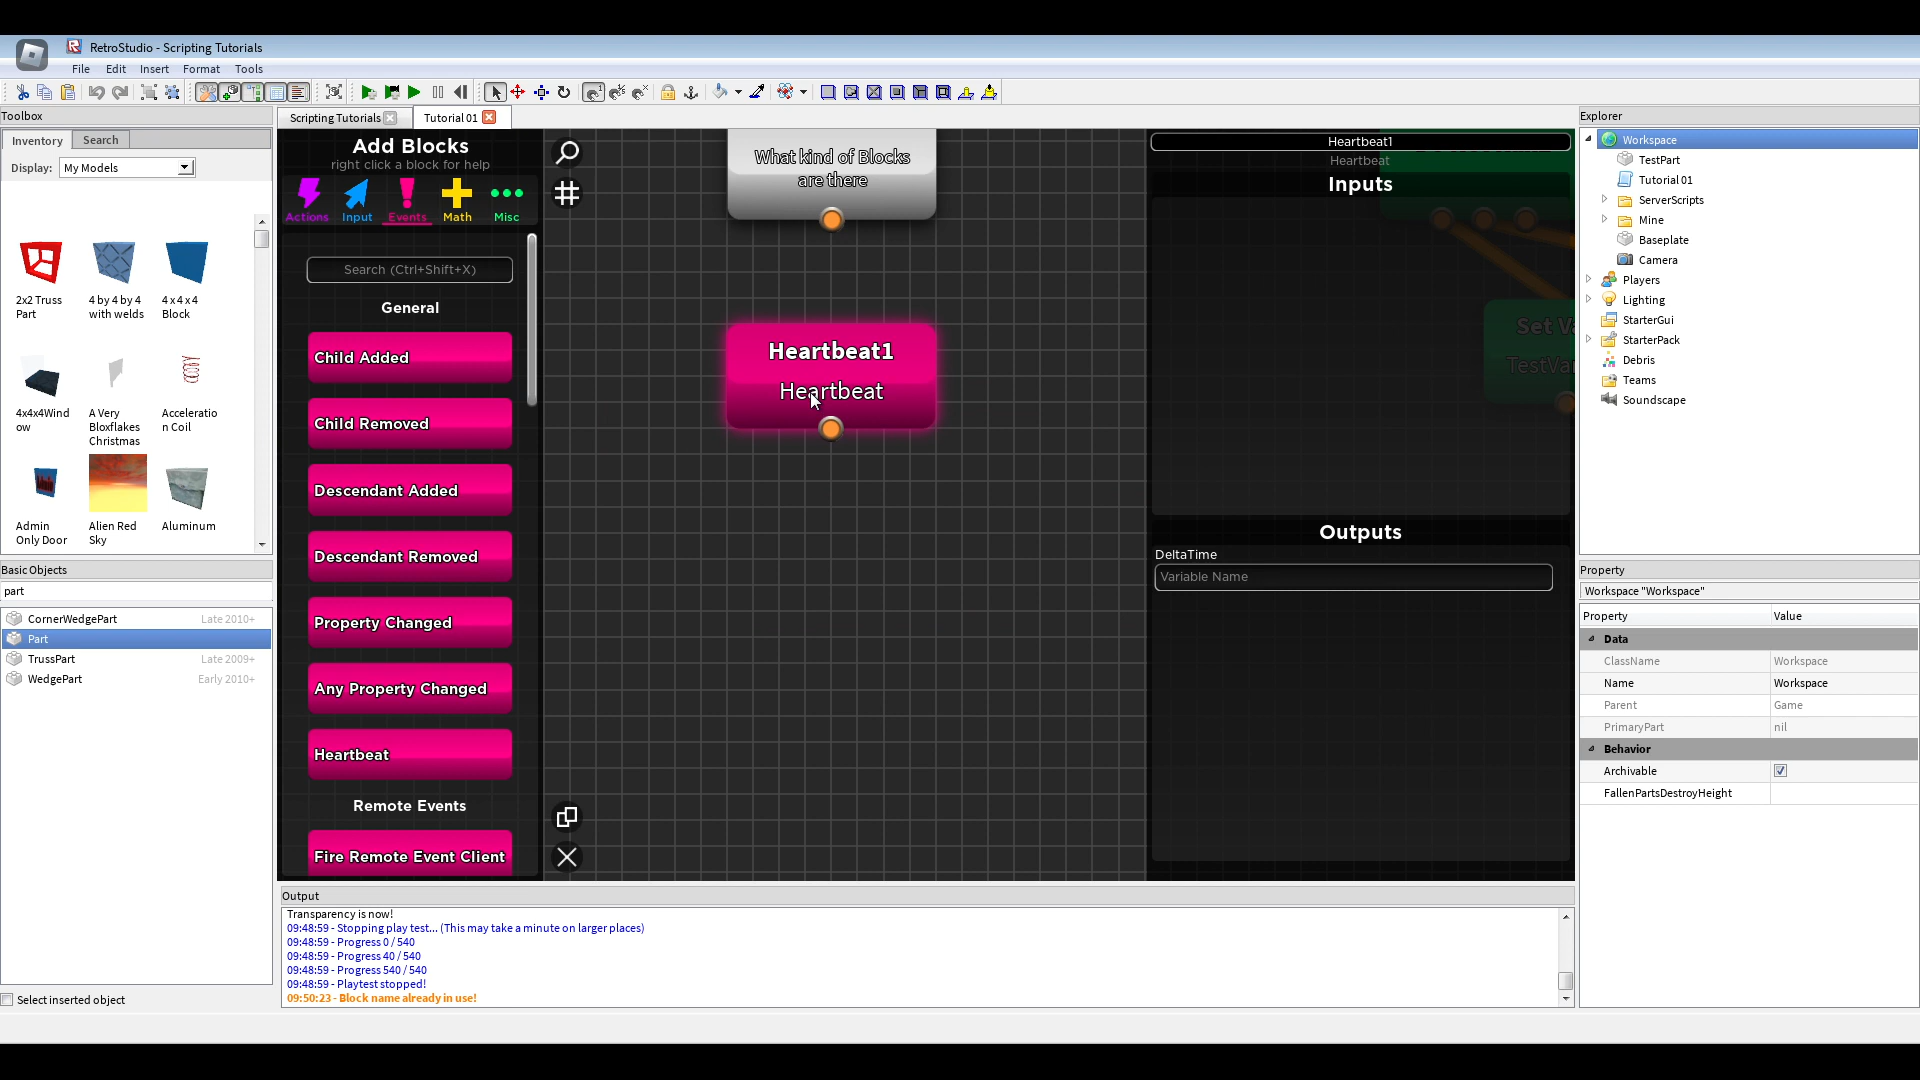 RetroStudio - Scripting Tutorials
File Edit Insert Format Tools
Toolbox
Inventory Search
Display: My Models
2x2 Truss
Part
4 by 4 by 4
with welds
4 x 4 x 4
Block
4x4x4Wind
ow
A Very
Bloxflakes
Christmas
Acceleratio
n Coil
Admin
Only Door
Alien Red
Sky
Aluminum
Basic Objects
part
CornerWedgePart Late 2010+
Part
TrussPart Late 2009+
WedgePart Early 2010+
Select inserted object
Scripting Tutorials Tutorial 01
Add Blocks
right click a block for help
Actions Input Events Math Misc
Search (Ctrl+Shift+X)
General
Child Added
Child Removed
Descendant Added
Descendant Removed
Property Changed
Any Property Changed
Heartbeat
Remote Events
Fire Remote Event Client
What kind of Blocks
are there
Heartbeat1
Heartbeat
Heartbeat1
Heartbeat
Inputs
Set V
TestVar
Outputs
DeltaTime
Variable Name
Output
Transparency is now!
09:48:59 - Stopping play test... (This may take a minute on larger places)
09:48:59 - Progress 0 / 540
09:48:59 - Progress 40 / 540
09:48:59 - Progress 540 / 540
09:48:59 - Playtest stopped!
09:50:23 - Block name already in use!
Explorer
Workspace
TestPart
Tutorial 01
ServerScripts
Mine
Baseplate
Camera
Players
Lighting
StarterGui
StarterPack
Debris
Teams
Soundscape
Property
Workspace "Workspace"
Property Value
Data
ClassName Workspace
Name Workspace
Parent Game
PrimaryPart nil
Behavior
Archivable
FallenPartsDestroyHeight